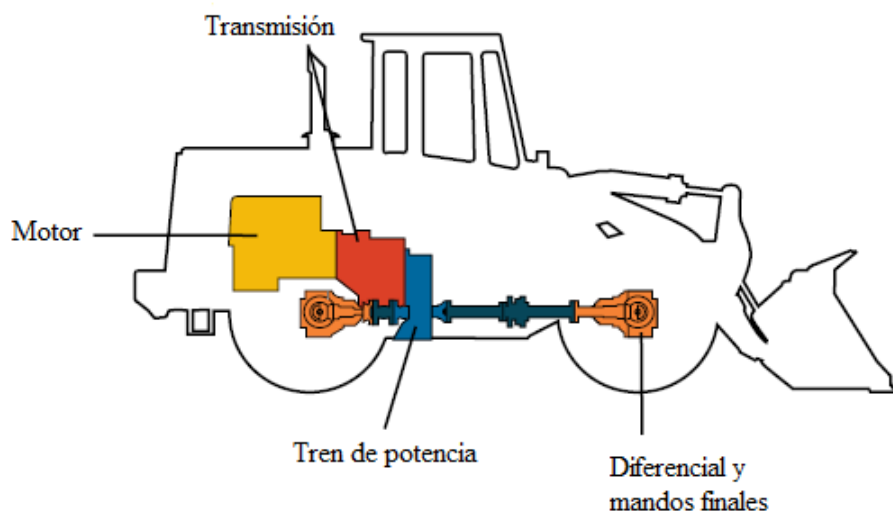 Transmisión
Motor
Tren de potencia
Diferencial y
mandos finales